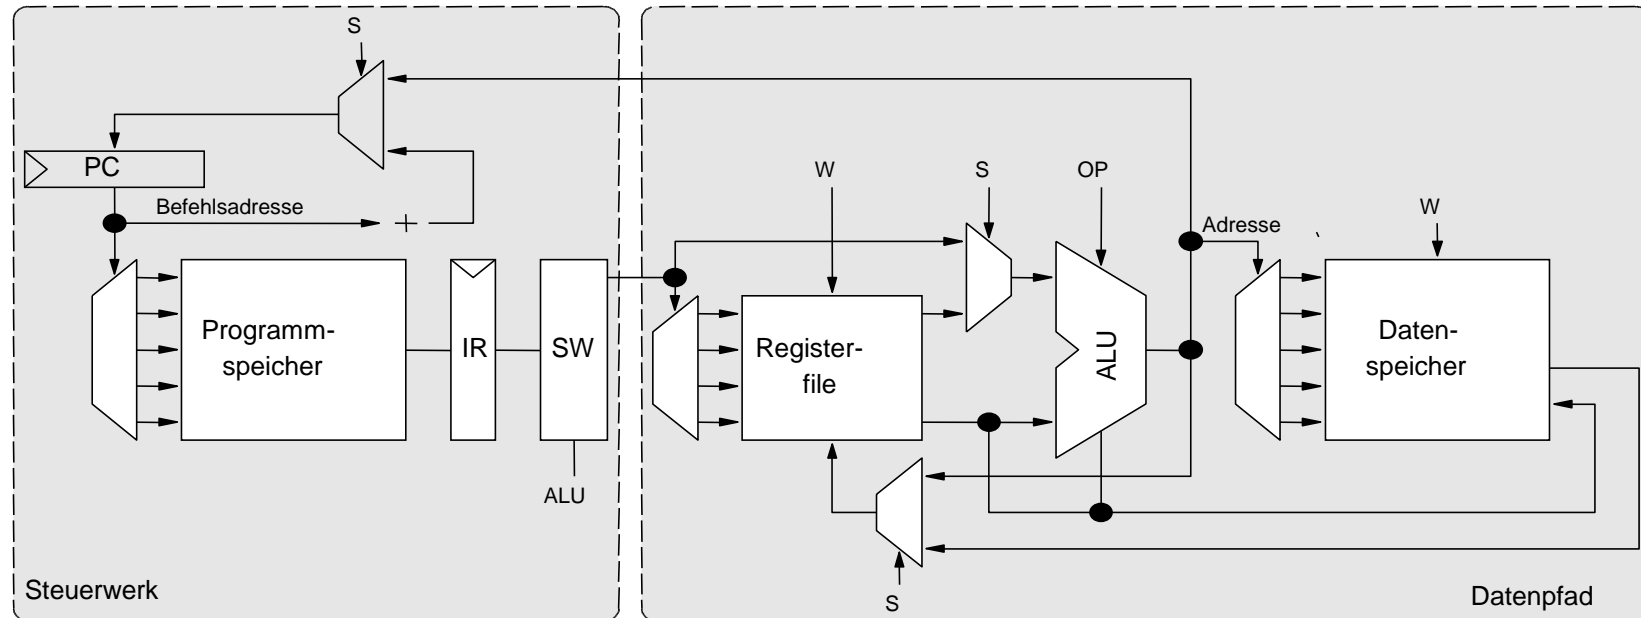 S
PC
Befehlsadresse
+
Programm-
speicher
IR
SW
ALU
Steuerwerk
W
S
OP
Register-
file
ALU
S
Adresse
W
Daten-
speicher
Datenpfad